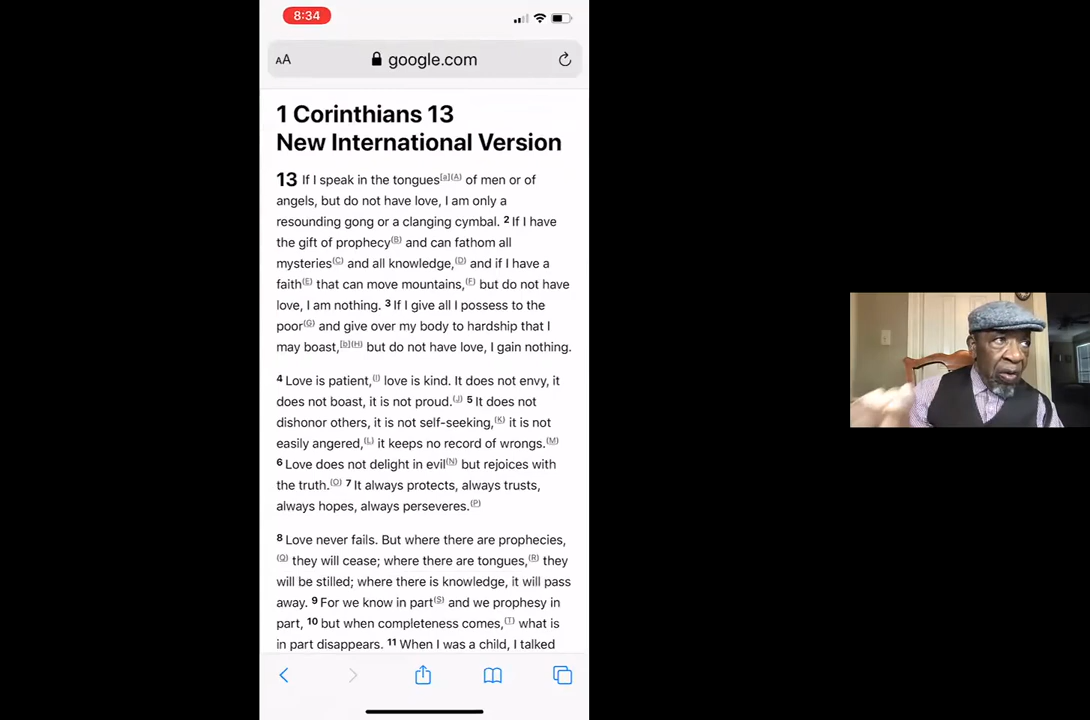 8:34
AA google.com
1 Corinthians 13
New International Version
13 If I speak in the tongues[a](A) of men or of
angels, but do not have love, I am only a
resounding gong or a clanging cymbal. 2 If I have
the gift of prophecy(B) and can fathom all
mysteries(C) and all knowledge,(D) and if I have a
faith(E) that can move mountains,(F) but do not have
love, I am nothing. 3 If I give all I possess to the
poor(G) and give over my body to hardship that I
may boast,[b](H) but do not have love, I gain nothing.
4 Love is patient,(I) love is kind. It does not envy, it
does not boast, it is not proud.(J) 5 It does not
dishonor others, it is not self-seeking,(K) it is not
easily angered,(L) it keeps no record of wrongs.(M)
6 Love does not delight in evil(N) but rejoices with
the truth.(O) 7 It always protects, always trusts,
always hopes, always perseveres.(P)
8 Love never fails. But where there are prophecies,
(Q) they will cease; where there are tongues,(R) they
will be stilled; where there is knowledge, it will pass
away. 9 For we know in part(S) and we prophesy in
part, 10 but when completeness comes,(T) what is
in part disappears. 11 When I was a child, I talked